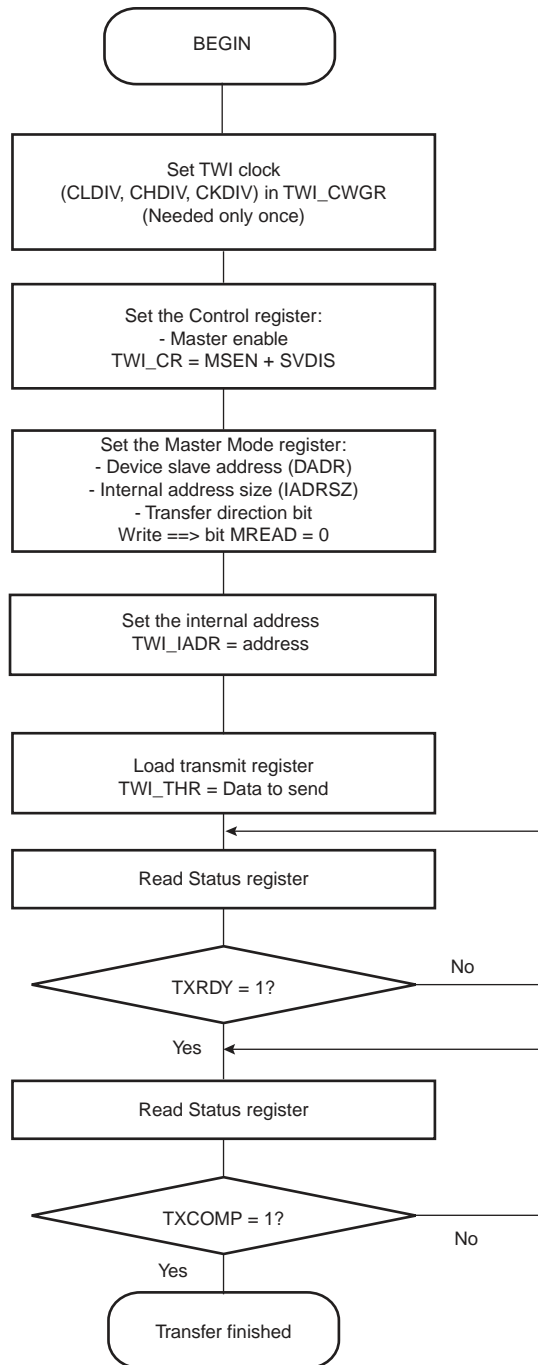 BEGIN
Set TWI clock
(CLDIV, CHDIV, CKDIV) in TWI_CWGR
(Needed only once)
Set the Control register:
- Master enable
TWI_CR = MSEN + SVDIS
Set the Master Mode register:
- Device slave address (DADR)
- Internal address size (IADRSZ)
- Transfer direction bit
Write ==> bit MREAD = 0
Set the internal address
TWI_IADR = address
Load transmit register
TWI_THR = Data to send
Read Status register
TXRDY = 1?
No
Yes
Read Status register
TXCOMP = 1?
No
Yes
Transfer finished